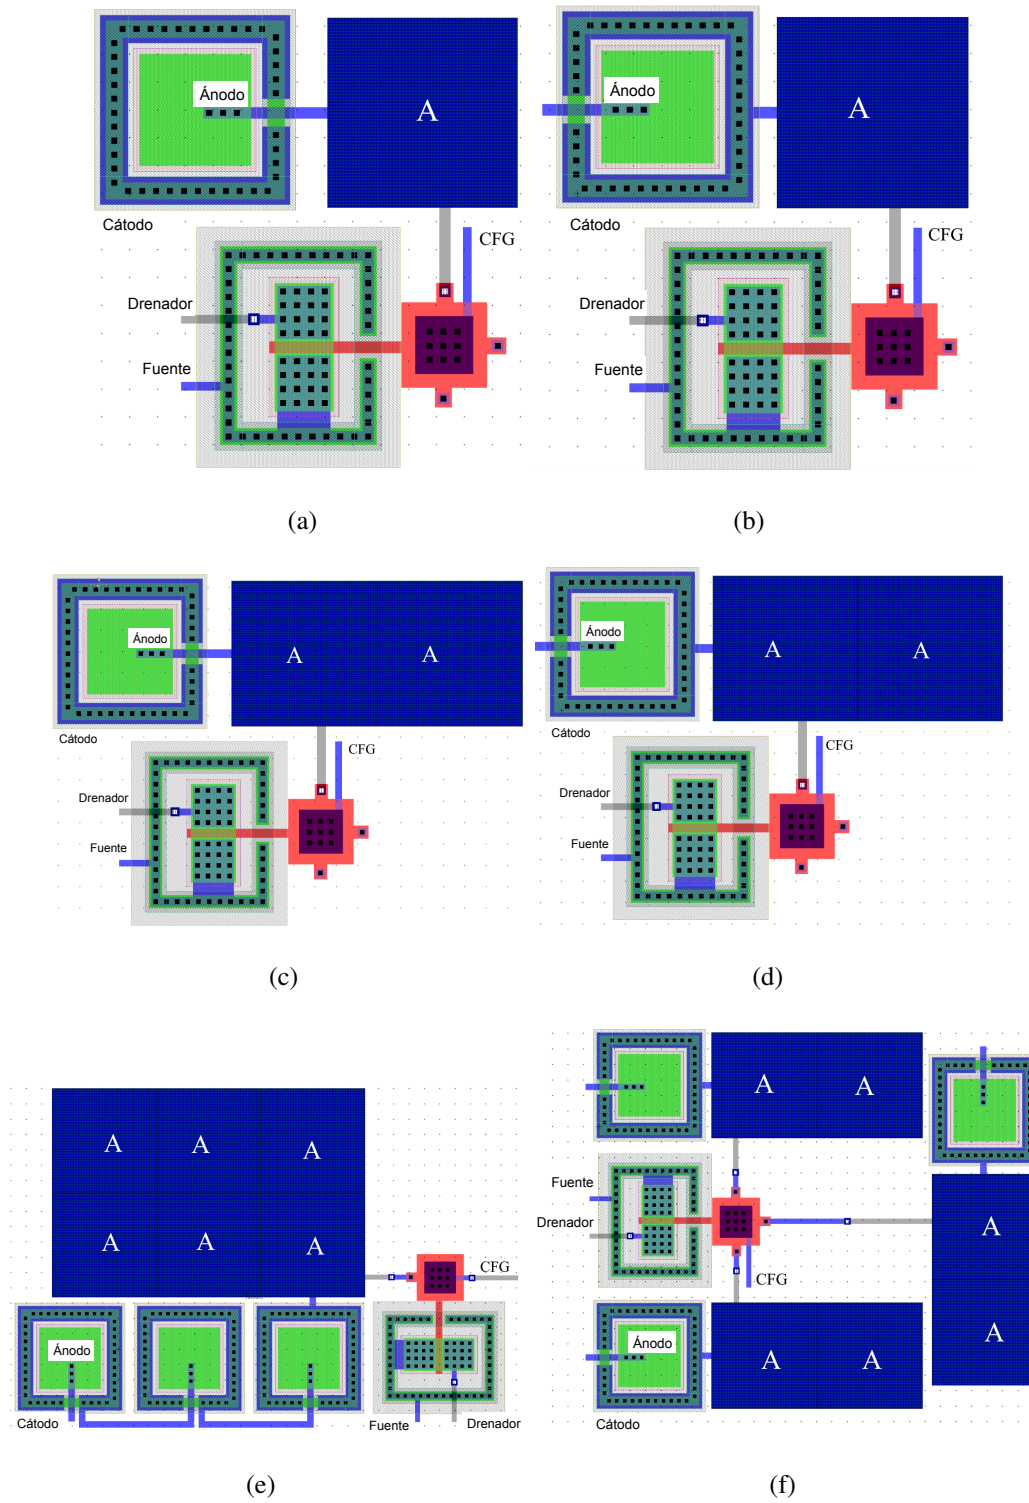 Ánodo
A
Cátodo
CFG
Drenador
Fuente
(a)
Ánodo
A
Cátodo
CFG
Drenador
Fuente
(b)
Ánodo
A A
Cátodo
CFG
Drenador
Fuente
(c)
Ánodo
A A
Cátodo
CFG
Drenador
Fuente
(d)
A A A
A A A
CFG
Ánodo
Cátodo
Fuente Drenador
(e)
A A
Fuente
Drenador
A
CFG
Ánodo
A A A
Cátodo
(f)